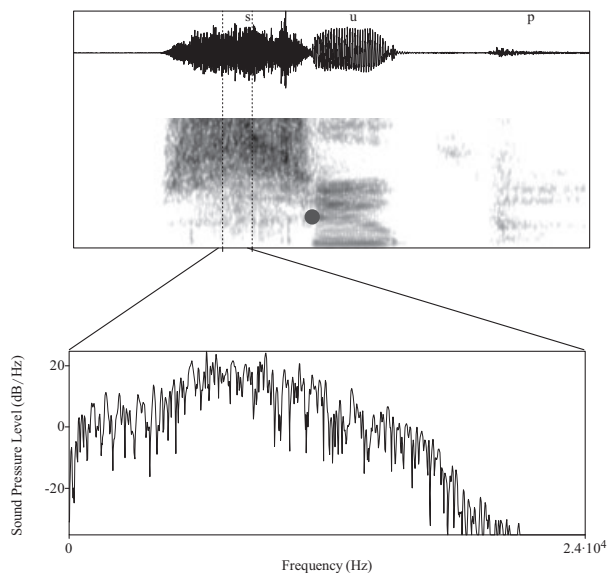 s u p
20
0
-20
Sound Pressure Level (dB / Hz)
0 2.4·10⁴
Frequency (Hz)